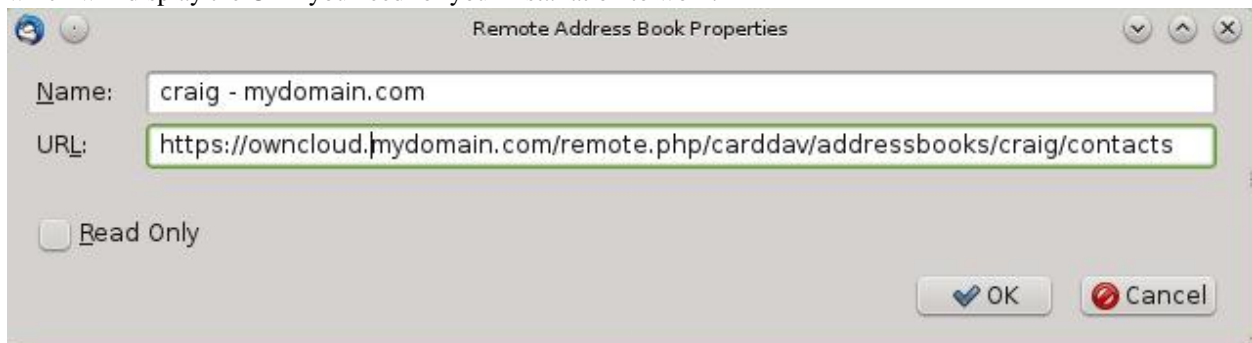 Remote Address Book Properties
Name: craig - mydomain.com
URL: https://owncloud.mydomain.com/remote.php/carddav/addressbooks/craig/contacts
Read Only
OK Cancel